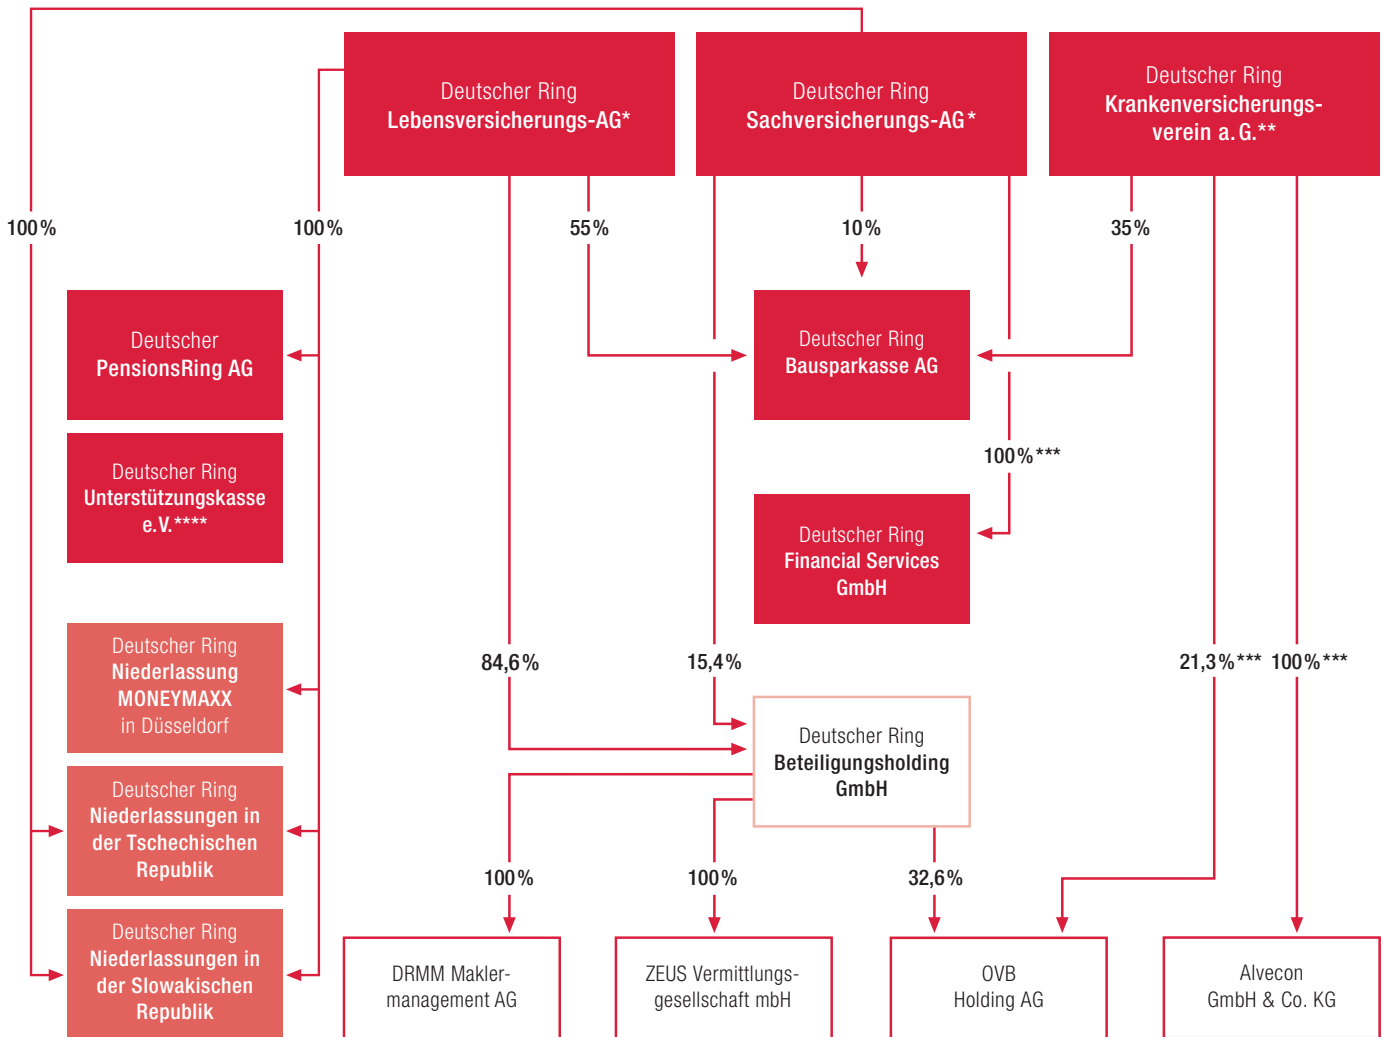 Deutscher Ring
Lebensversicherungs-AG*
Deutscher Ring
Sachversicherungs-AG*
Deutscher Ring
Krankenversicherungs-
verein a. G.**
100%
100%
55%
10%
35%
Deutscher
PensionsRing AG
Deutscher Ring
Bausparkasse AG
Deutscher Ring
Unterstützungskasse
e.V.****
100%***
Deutscher Ring
Financial Services
GmbH
Deutscher Ring
Niederlassung
MONEYMAXX
in Düsseldorf
84,6%
15,4%
21,3%***
100%***
Deutscher Ring
Beteiligungsholding
GmbH
Deutscher Ring
Niederlassungen in
der Tschechischen
Republik
100%
100%
32,6%
Deutscher Ring
Niederlassungen in
der Slowakischen
Republik
DRMM Makler-
management AG
ZEUS Vermittlungs-
gesellschaft mbH
OVB
Holding AG
Alvecon
GmbH & Co. KG